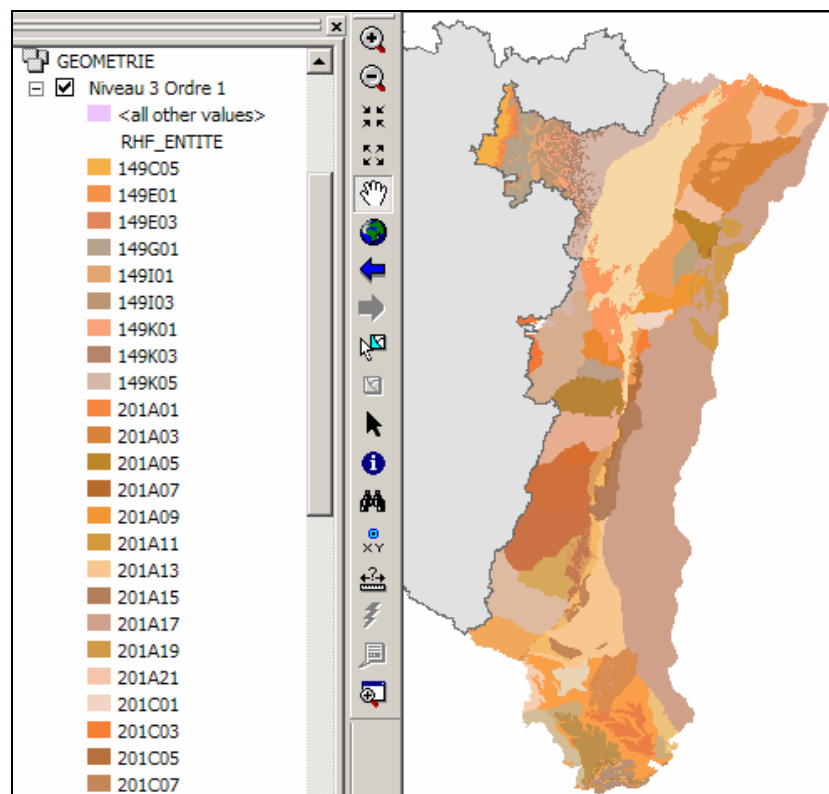 GEOMETRIE
Niveau 3 Ordre 1
<all other values>
RHF_ENTITE
149C05
149E01
149E03
149G01
149I01
149I03
149K01
149K03
149K05
201A01
201A03
201A05
201A07
201A09
201A11
201A13
201A15
201A17
201A19
201A21
201C01
201C03
201C05
201C07
XY